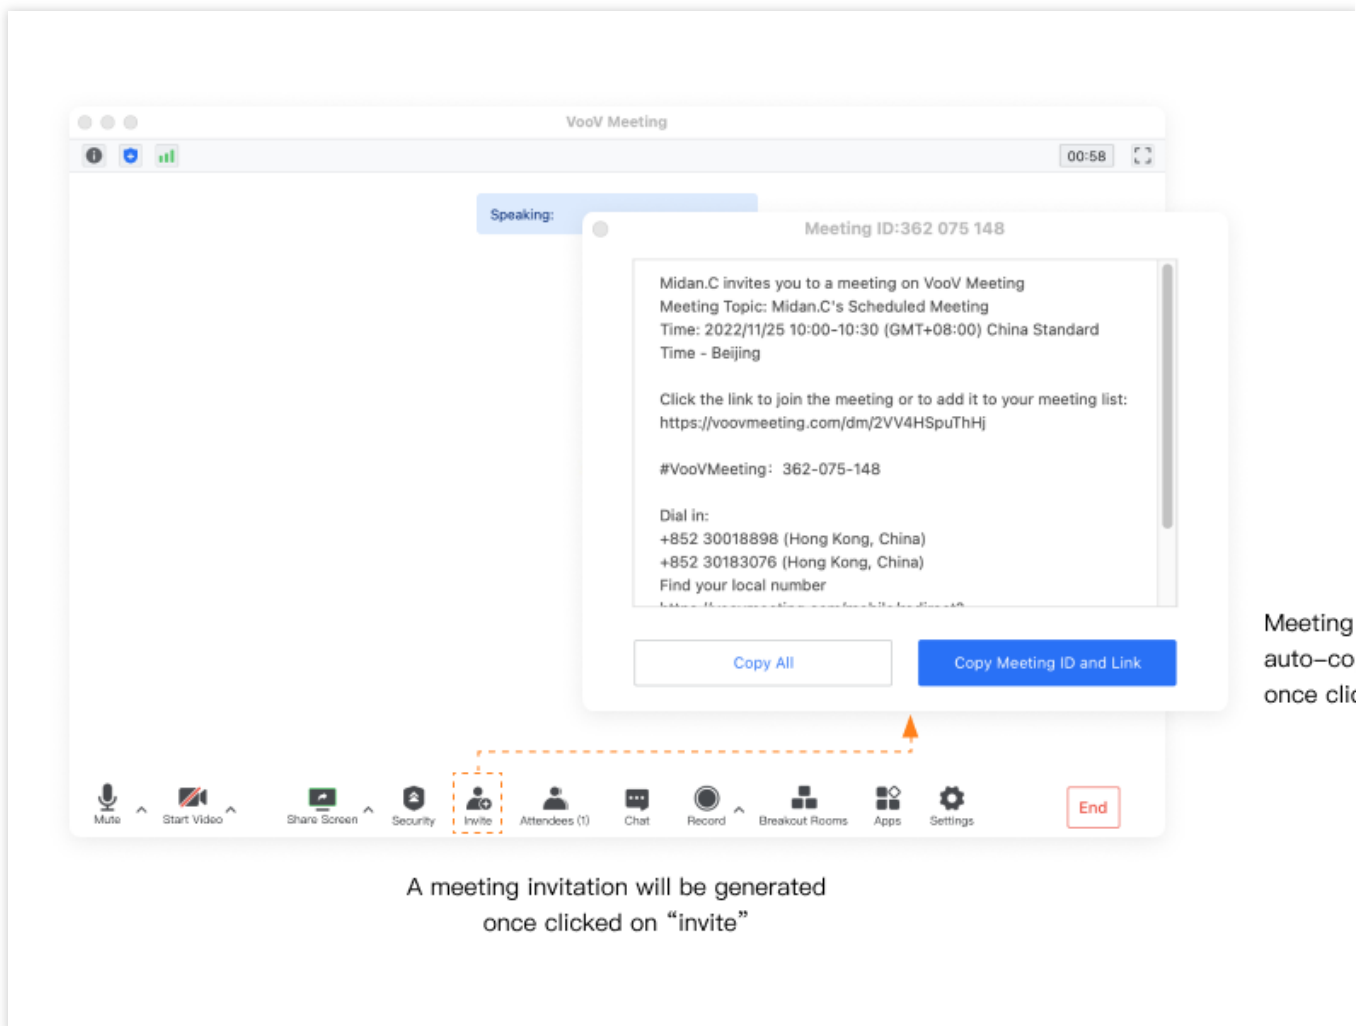 VooV Meeting
00:58
Speaking:
Meeting ID:362 075 148
Midan.C invites you to a meeting on VooV Meeting
Meeting Topic: Midan.C's Scheduled Meeting
Time: 2022/11/25 10:00-10:30 (GMT+08:00) China Standard
Time - Beijing
Click the link to join the meeting or to add it to your meeting list:
https://voovmeeting.com/dm/2VV4HSpuThHj
#VooVMeeting： 362-075-148
Dial in:
+852 30018898 (Hong Kong, China)
+852 30183076 (Hong Kong, China)
Find your local number
Copy All
Copy Meeting ID and Link
Meeting
auto-co
once clic
Mute
Start Video
Share Screen
Security
Invite
Attendees (1)
Chat
Record
Breakout Rooms
Apps
Settings
End
A meeting invitation will be generated
once clicked on “invite”